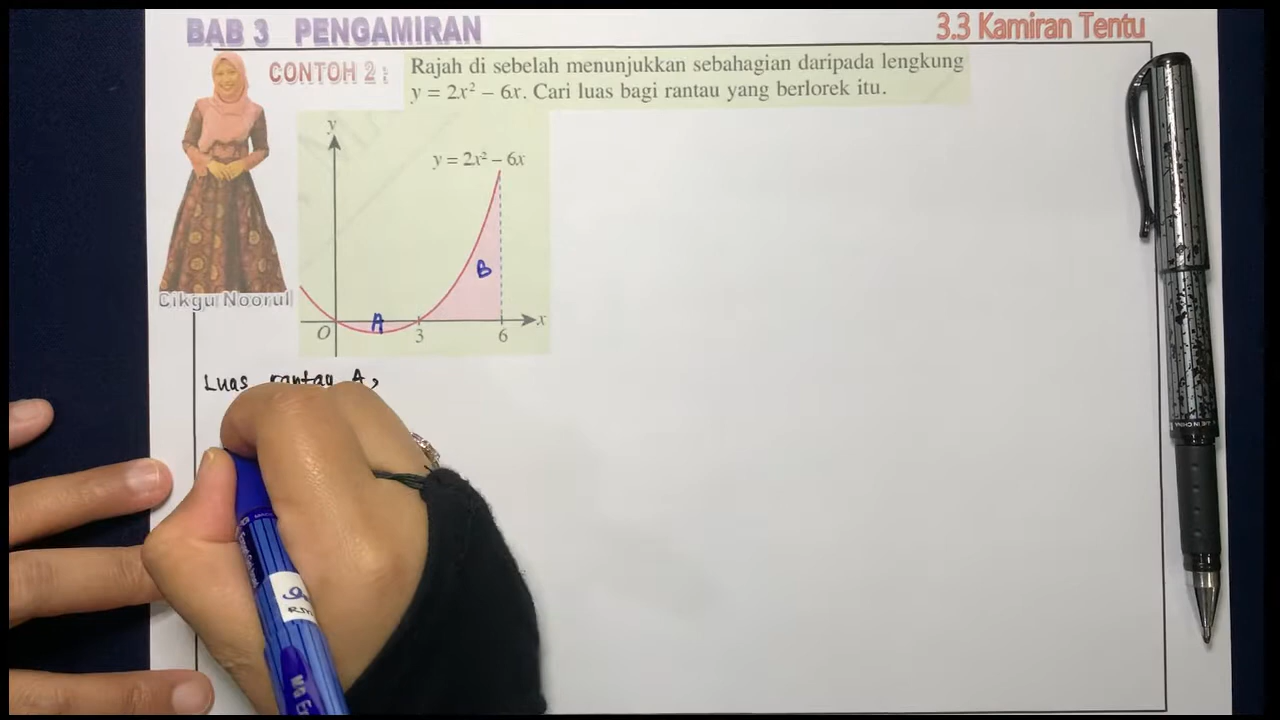 BAB 3 PENGAMIRAN
3.3 Kamiran Tentu
CONTOH 2 :
Rajah di sebelah menunjukkan sebahagian daripada lengkung
y = 2x² – 6x. Cari luas bagi rantau yang berlorek itu.
y
y = 2x² – 6x
B
A
O
3
6
x
Cikgu Noorul
Luas rantau A,